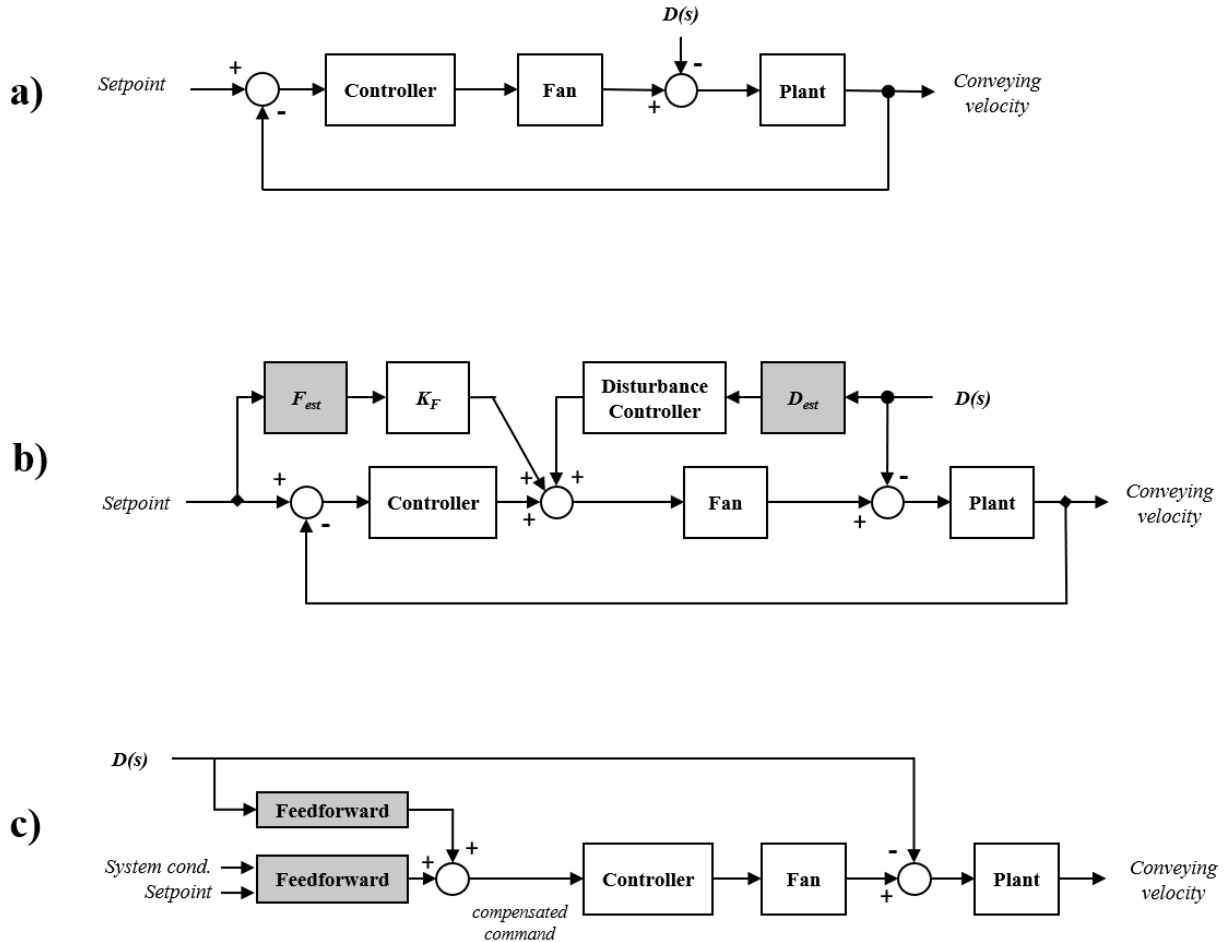 D(s)
a)
Setpoint
+
-
Controller
Fan
+
-
Plant
Conveying
velocity
b)
F_est
K_F
Disturbance
Controller
D_est
D(s)
Setpoint
+
-
Controller
+
+
+
Fan
+
-
Plant
Conveying
velocity
c)
D(s)
Feedforward
System cond.
Setpoint
Feedforward
+
+
compensated
command
Controller
Fan
-
+
Plant
Conveying
velocity